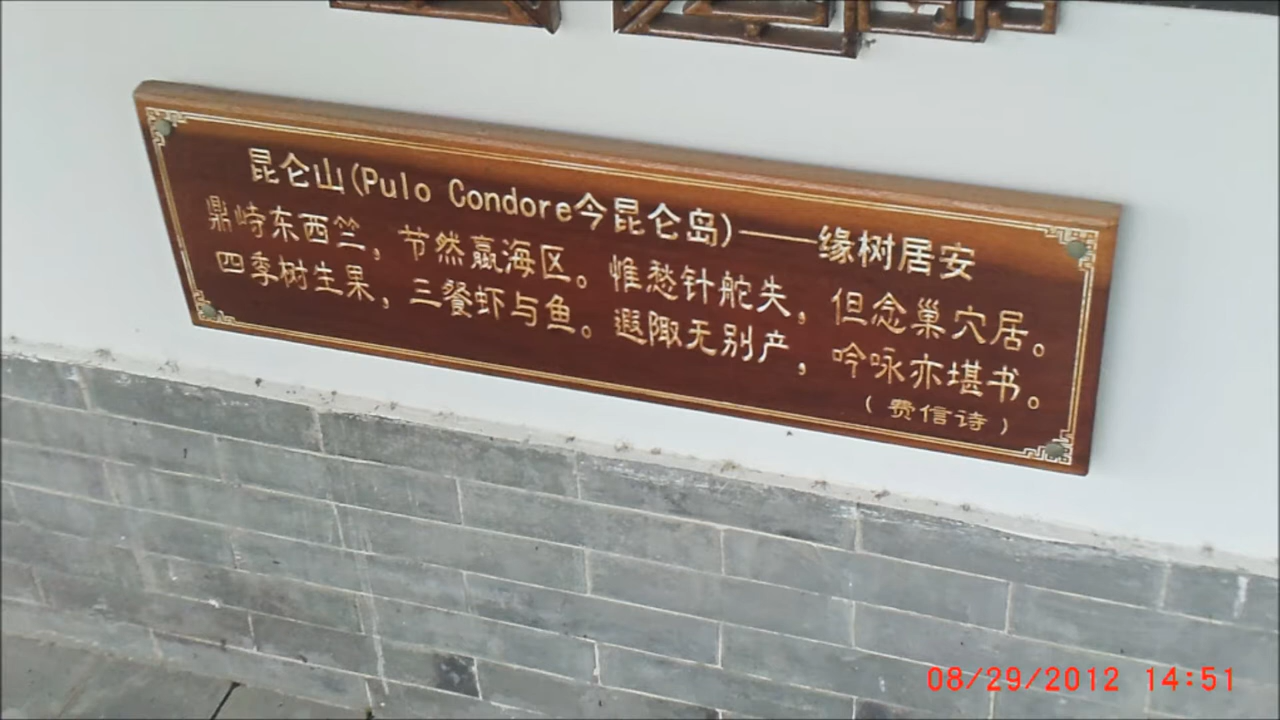 昆仑山(Pulo Condore今昆仑岛)——缘树居安
鼎峙东西竺，节然赢海区。惟愁针舵失，但念巢穴居。
四季树生果，三餐虾与鱼。遐陬无别产，吟咏亦堪书。
(费信诗)
08/29/2012 14:51